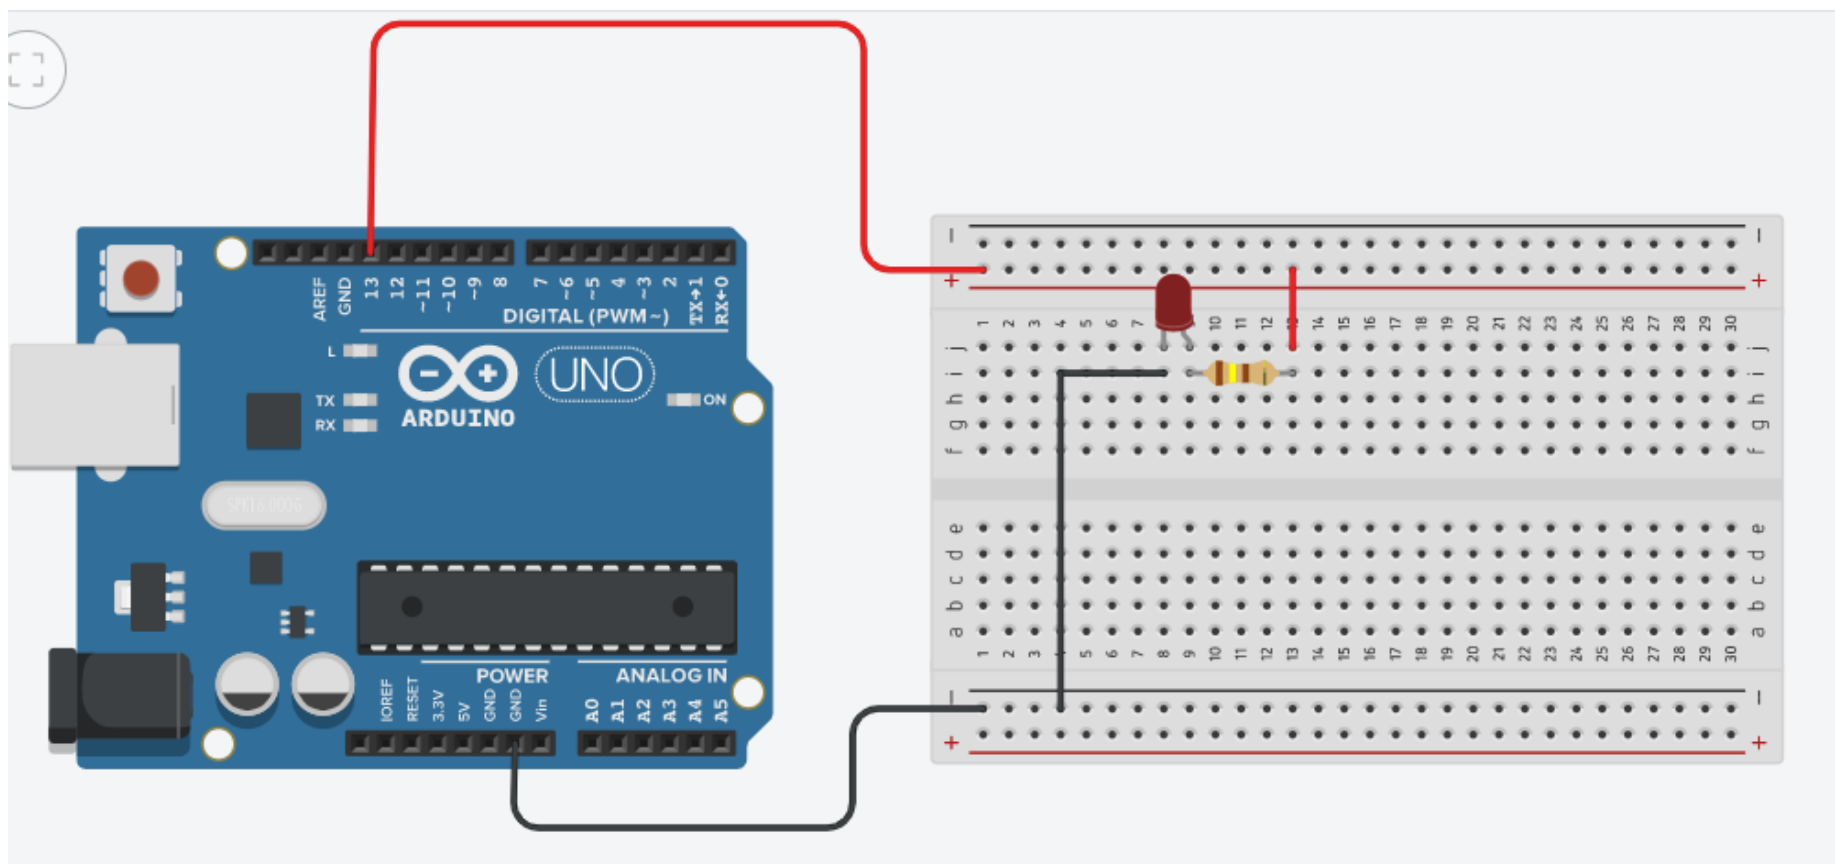 AREF GND 13 12 ~11 ~10 ~9 8 7 ~6 ~5 4 ~3 2 TX→1 RX←0
DIGITAL (PWM~)
L
TX
RX
ARDUINO
UNO
ON
SPK16.000G
POWER
ANALOG IN
IOREF RESET 3.3V 5V GND GND Vin A0 A1 A2 A3 A4 A5
− −
+ +
1 2 3 4 5 6 7 10 11 12 14 15 16 17 18 19 20 21 22 23 24 25 26 27 28 29 30
j j
i i
h h
g g
f f
e e
d d
c c
b b
a a
1 2 3 5 6 7 8 9 10 11 12 13 14 15 16 17 18 19 20 21 22 23 24 25 26 27 28 29 30
− −
+ +